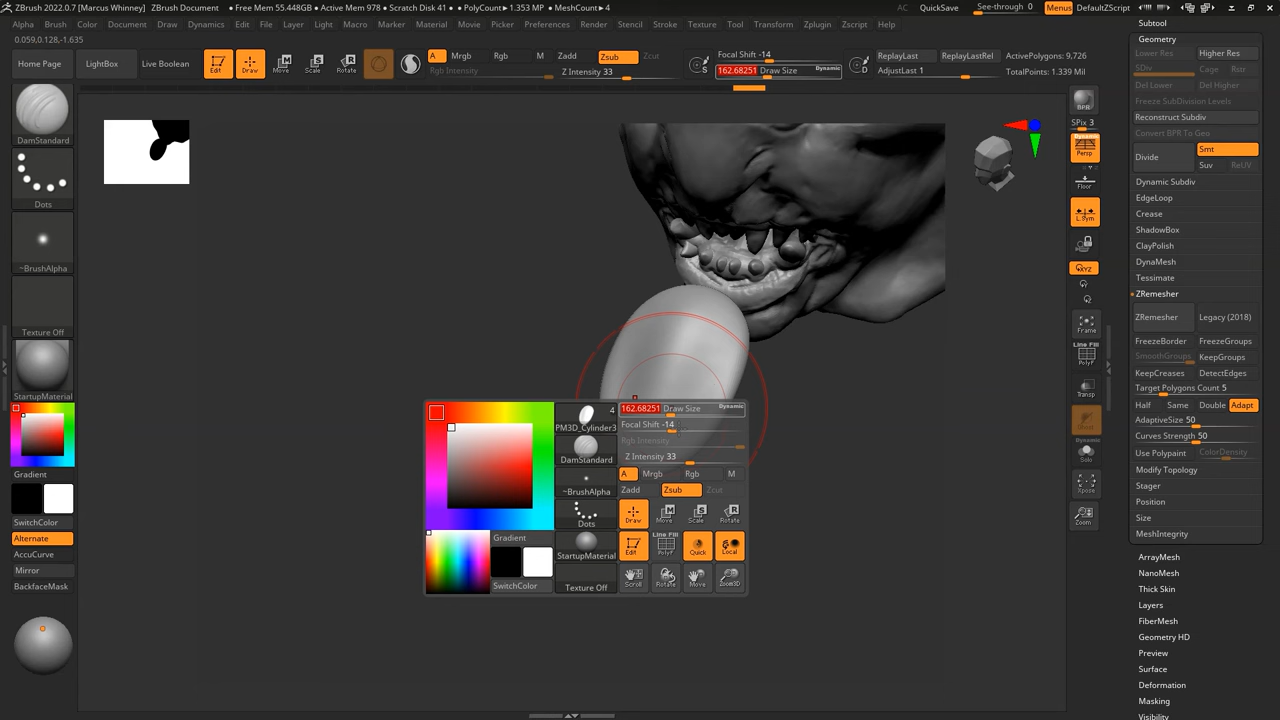 ZBrush 2022.0.7 [Marcus Whinney] ZBrush Document ● Free Mem 55.448GB ● Active Mem 978 ● Scratch Disk 41 ● PolyCount▸1.353 MP ● MeshCount▸4 AC QuickSave See-through 0 Menus DefaultZScript
Alpha Brush Color Document Draw Dynamics Edit File Layer Light Macro Marker Material Movie Picker Preferences Render Stencil Stroke Texture Tool Transform Zplugin Zscript Help
0.059,0.128,-1.635
Home Page LightBox Live Boolean Edit Draw Move Scale Rotate
A Mrgb Rgb M Zadd Zsub Zcut
Rgb Intensity Z Intensity 33
Focal Shift -14
162.68251 Draw Size Dynamic
S D
ReplayLast ReplayLastRel ActivePolygons: 9,726
AdjustLast 1 TotalPoints: 1.339 Mil
DamStandard
Dots
~BrushAlpha
Texture Off
StartupMaterial
Gradient
SwitchColor
Alternate
AccuCurve
Mirror
BackfaceMask
Gradient
SwitchColor
4
PM3D_Cylinder3
DamStandard
~BrushAlpha
Dots
StartupMaterial
Texture Off
162.68251 Draw Size Dynamic
Focal Shift -14
Rgb Intensity
Z Intensity 33
A Mrgb Rgb M
Zadd Zsub Zcut
Draw Move Scale Rotate
Line Fill
Edit PolyF Quick Local
Scroll Rotate Move Zoom3D
BPR
SPix 3
Dynamic
Persp
Floor
L.Sym
XYZ
Frame
Line Fill
PolyF
Transp
Dynamic
Solo
Xpose
Zoom
Subtool
Geometry
Lower Res Higher Res
SDiv Cage Rstr
Del Lower Del Higher
Freeze SubDivision Levels
Reconstruct Subdiv
Convert BPR To Geo
Divide Smt
Suv ReUV
Dynamic Subdiv
EdgeLoop
Crease
ShadowBox
ClayPolish
DynaMesh
Tessimate
ZRemesher
ZRemesher Legacy (2018)
FreezeBorder FreezeGroups
SmoothGroups KeepGroups
KeepCreases DetectEdges
Target Polygons Count 5
Half Same Double Adapt
AdaptiveSize 50
Curves Strength 50
Use Polypaint ColorDensity
Modify Topology
Stager
Position
Size
MeshIntegrity
ArrayMesh
NanoMesh
Thick Skin
Layers
FiberMesh
Geometry HD
Preview
Surface
Deformation
Masking
Visibility